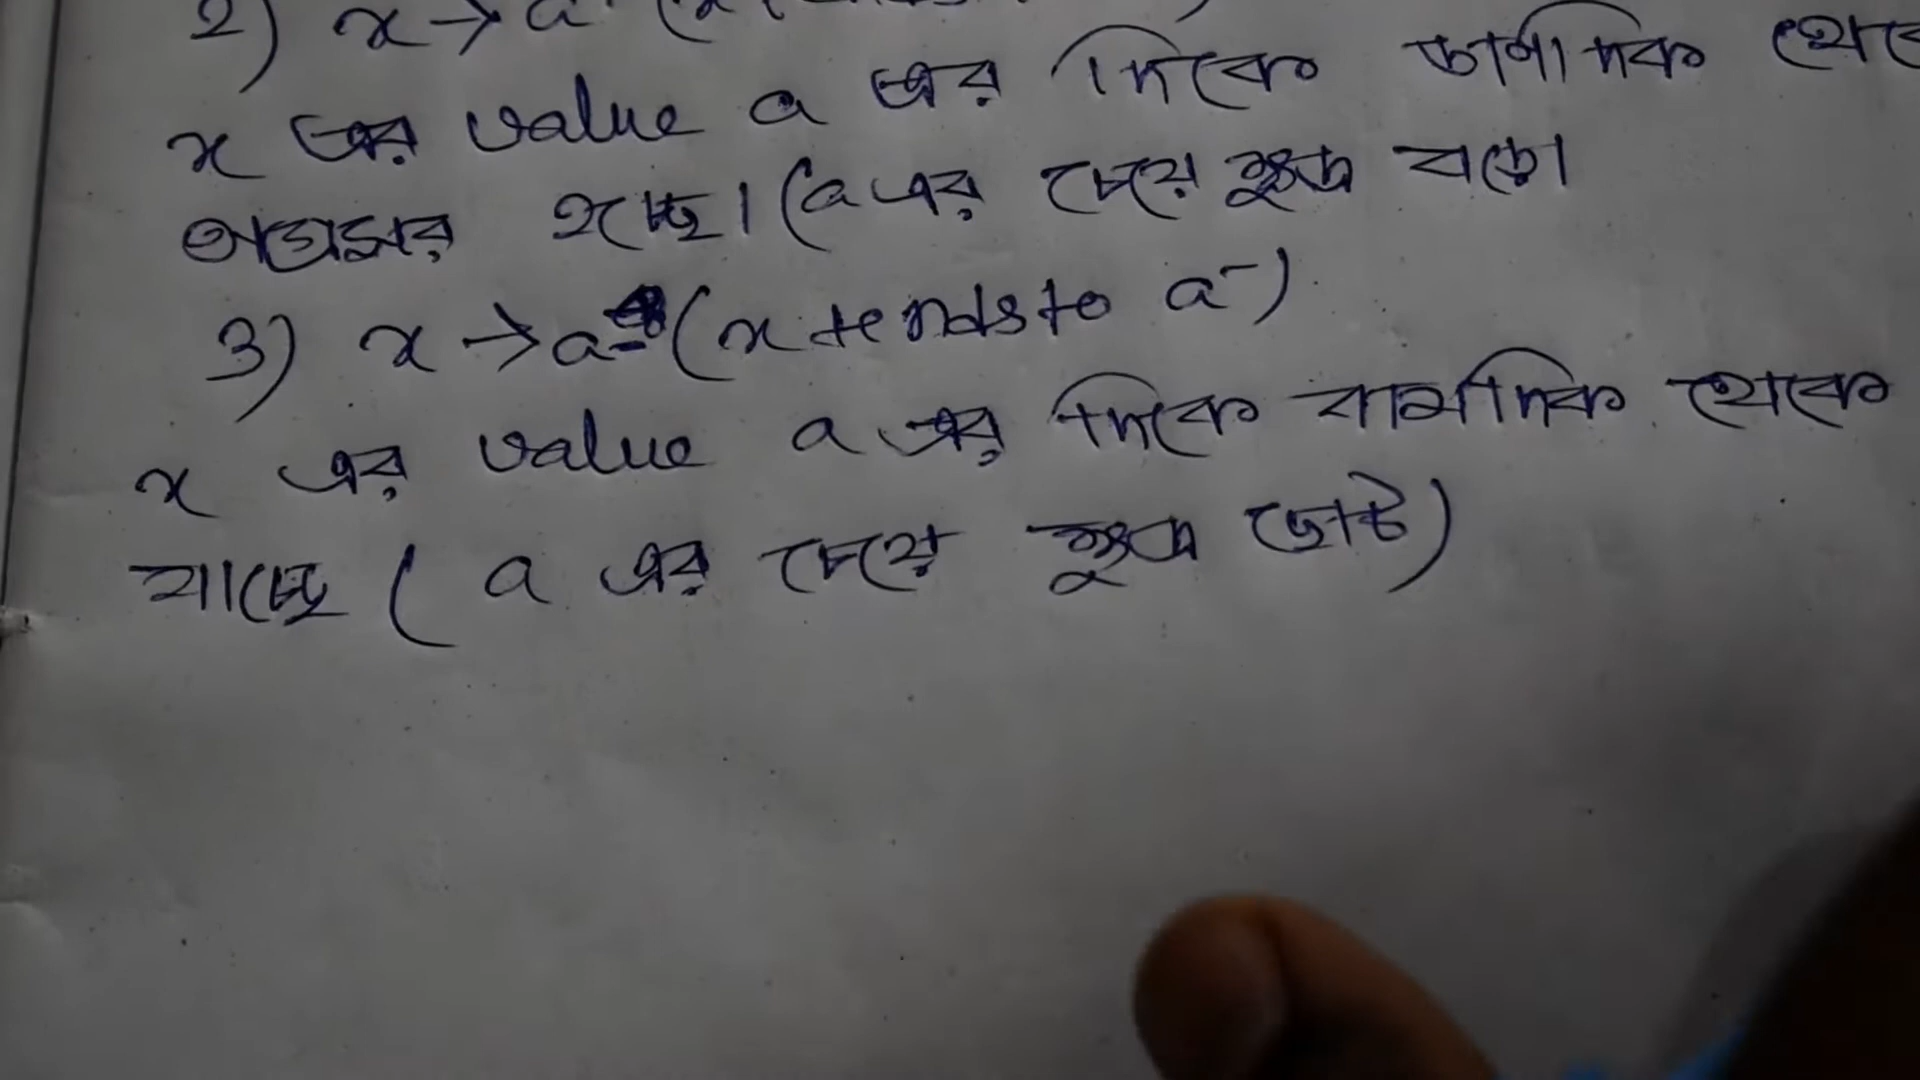 2) x → a
x এর value a এর দিকে ডানদিক
অগ্রসর হচ্ছে। (a এর চেয়ে ক্ষুদ্র বড়ো
3) x → a- (x tends to a⁻)
x এর value a এর দিকে বামদিক থেকে
যাচ্ছে ( a এর চেয়ে ক্ষুদ্র ছোট)